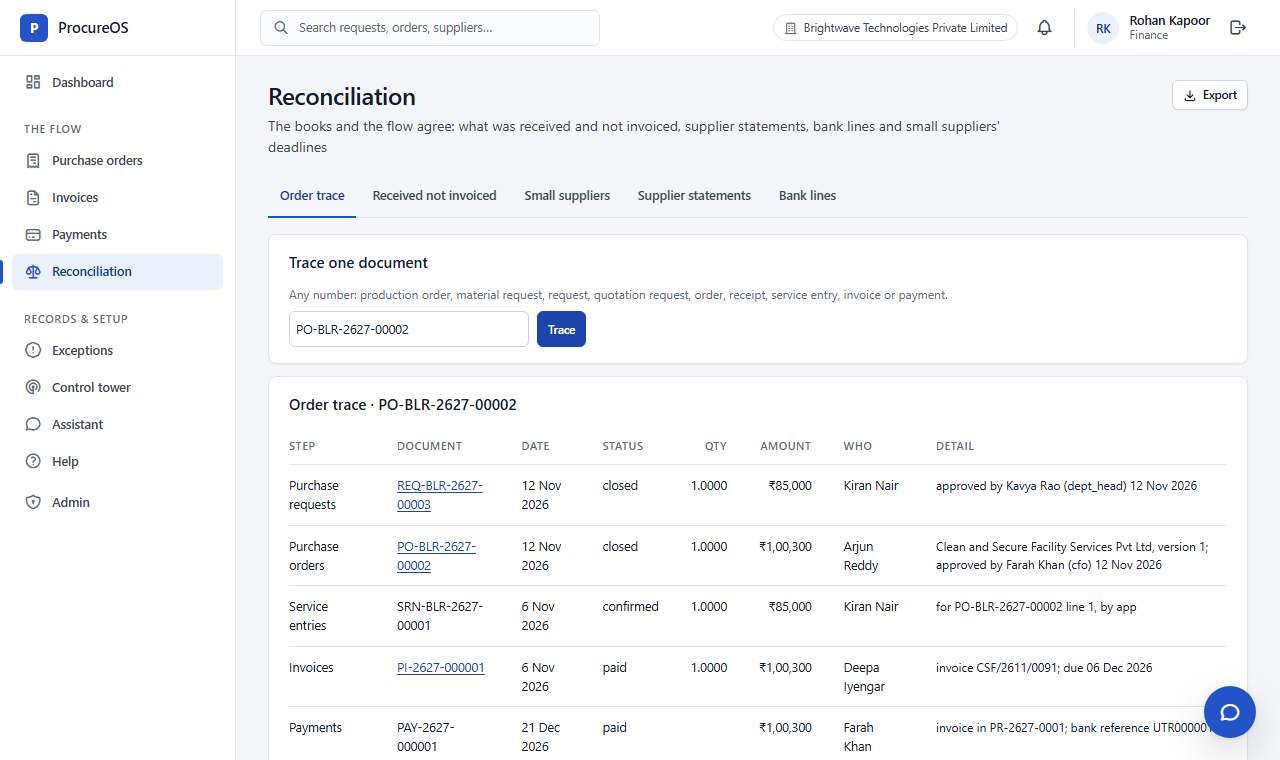 P ProcureOS
Search requests, orders, suppliers...
Brightwave Technologies Private Limited
RK
Rohan Kapoor
Finance
Dashboard
THE FLOW
Purchase orders
Invoices
Payments
Reconciliation
RECORDS & SETUP
Exceptions
Control tower
Assistant
Help
Admin
Reconciliation
Export
The books and the flow agree: what was received and not invoiced, supplier statements, bank lines and small suppliers'
deadlines
Order trace Received not invoiced Small suppliers Supplier statements Bank lines
Trace one document
Any number: production order, material request, request, quotation request, order, receipt, service entry, invoice or payment.
PO-BLR-2627-00002 Trace
Order trace · PO-BLR-2627-00002
STEP DOCUMENT DATE STATUS QTY AMOUNT WHO DETAIL
Purchase REQ-BLR-2627- 12 Nov closed 1.0000 ₹85,000 Kiran Nair approved by Kavya Rao (dept_head) 12 Nov 2026
requests 00003 2026
Purchase PO-BLR-2627- 12 Nov closed 1.0000 ₹1,00,300 Arjun Clean and Secure Facility Services Pvt Ltd, version 1;
orders 00002 2026 Reddy approved by Farah Khan (cfo) 12 Nov 2026
Service SRN-BLR-2627- 6 Nov confirmed 1.0000 ₹85,000 Kiran Nair for PO-BLR-2627-00002 line 1, by app
entries 00001 2026
Invoices PI-2627-000001 6 Nov paid 1.0000 ₹1,00,300 Deepa invoice CSF/2611/0091; due 06 Dec 2026
2026 Iyengar
Payments PAY-2627- 21 Dec paid ₹1,00,300 Farah invoice in PR-2627-0001; bank reference
000001 2026 Khan